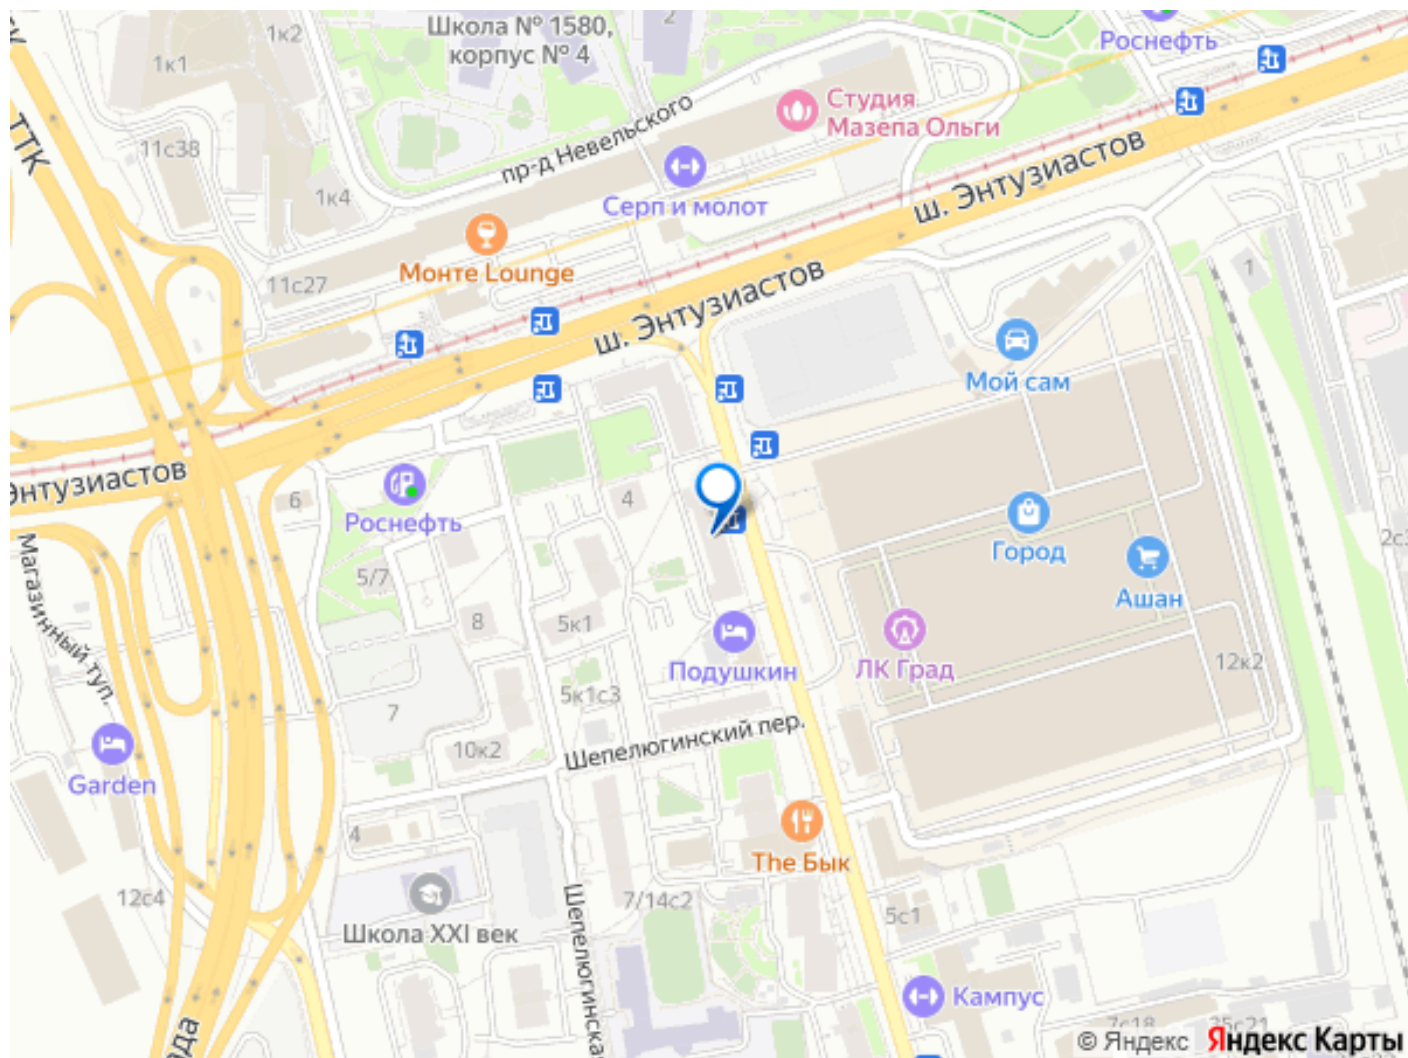 Школа № 1580,
корпус № 4
2
1к2
1к1
Роснефть
ТТК
Студия
Мазепа Ольги
11с38
пр-д Невельского
ш. Энтузиастов
1к4
Серп и молот
Монте Lounge
11с27
ш. Энтузиастов
1
Мой сам
Энтузиастов
6
Роснефть
4
Город
Ашан
Магазинный туп.
5/7
8
5к1
Подушкин
ЛК Град
12к2
5к1с3
7
10к2
Шепелюгинский пер.
Garden
4
The Бык
12с4
Школа XXI век
7/14с2
5с1
Шепелюгинская
Кампус
7с18
25с21
© Яндекс Яндекс Карты